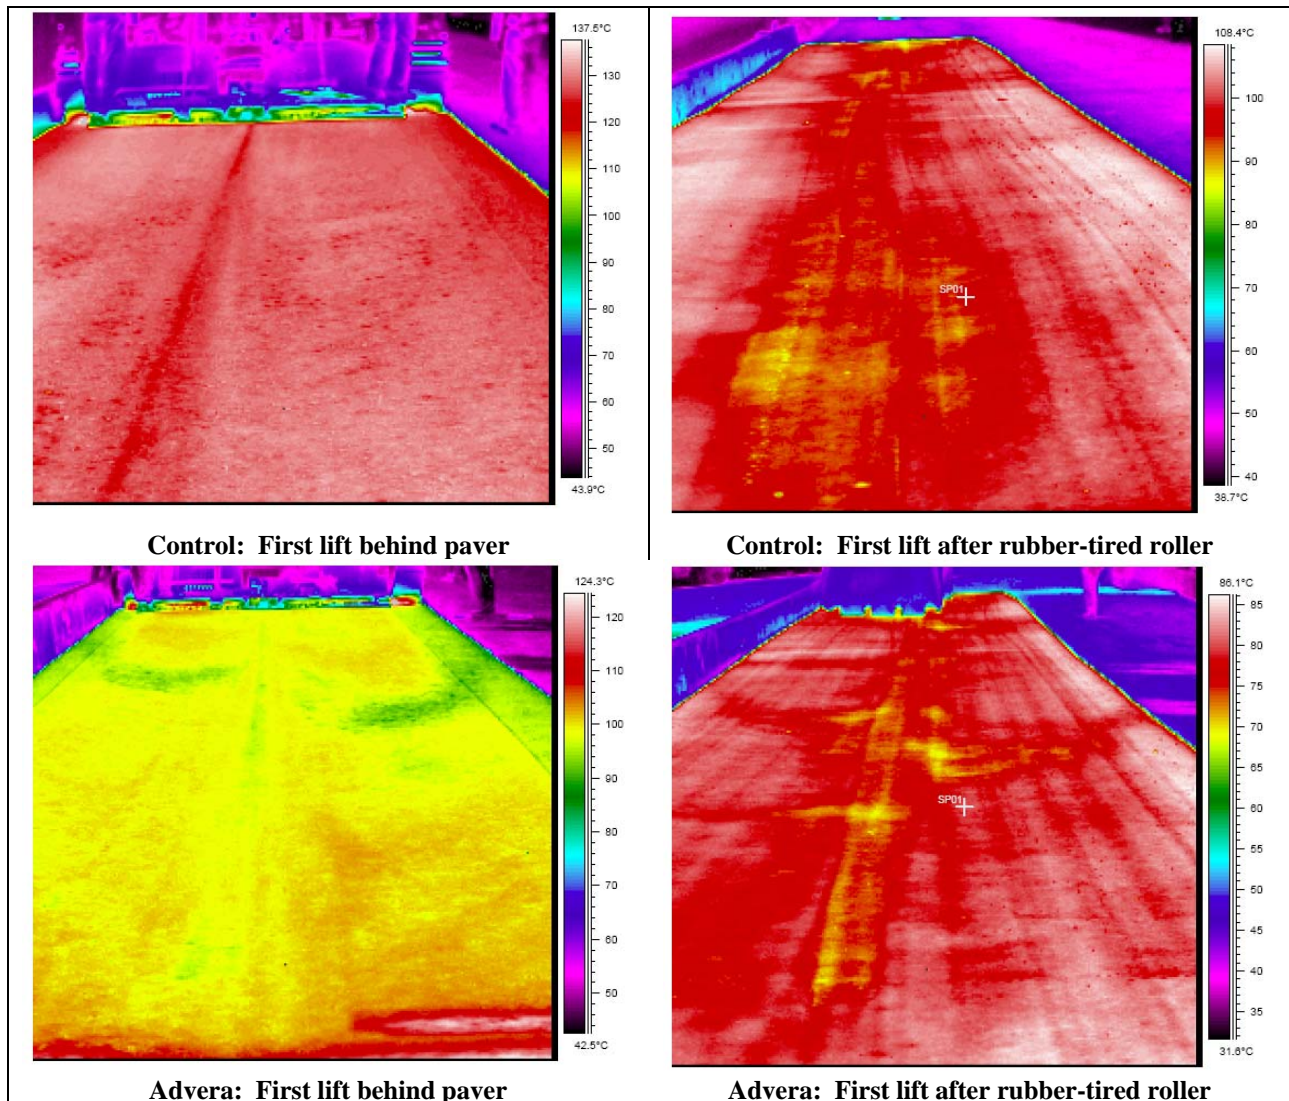 137.5°C
130
120
110
100
90
80
70
60
50
43.9°C
Control: First lift behind paver
108.4°C
100
90
80
70
60
50
40
38.7°C
SP01
Control: First lift after rubber-tired roller
124.3°C
120
110
100
90
80
70
60
50
42.5°C
Advera: First lift behind paver
86.1°C
85
80
75
70
65
60
55
50
45
40
35
31.6°C
SP01
Advera: First lift after rubber-tired roller